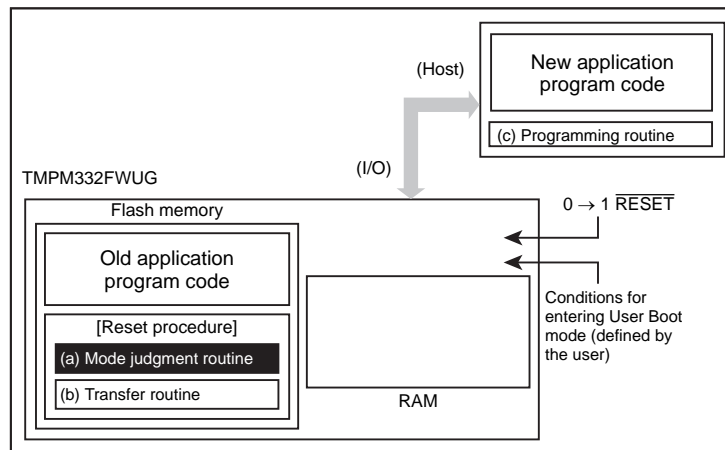 New application
program code
(Host)
(c) Programming routine
(I/O)
TMPM332FWUG
Flash memory
0 → 1 RESET
Old application
program code
Conditions for
entering User Boot
mode (defined by
the user)
[Reset procedure]
(a) Mode judgment routine
(b) Transfer routine
RAM